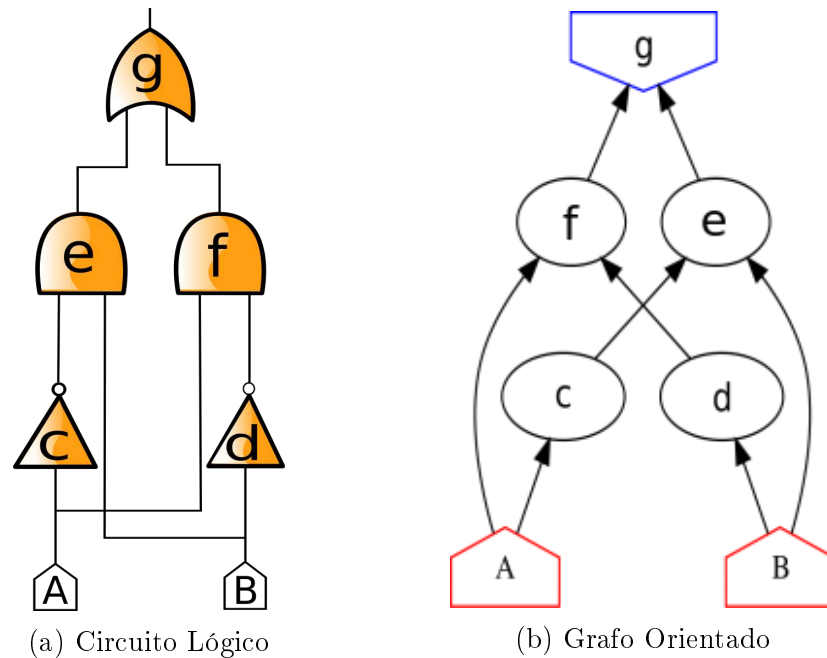 g
e f
c d
A B
(a) Circuito Lógico
g
f e
c d
A B
(b) Grafo Orientado